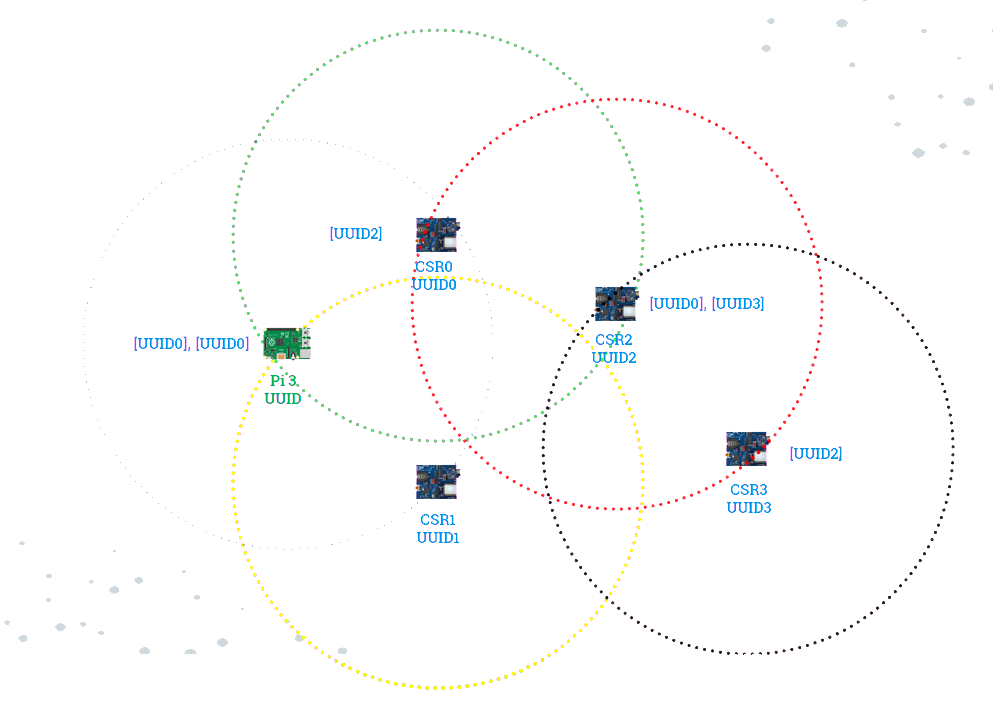 [UUID2]
CSR0
UUID0
[UUID0], [UUID3]
CSR2
UUID2
[UUID0], [UUID0]
Pi 3
UUID
[UUID2]
CSR3
UUID3
CSR1
UUID1